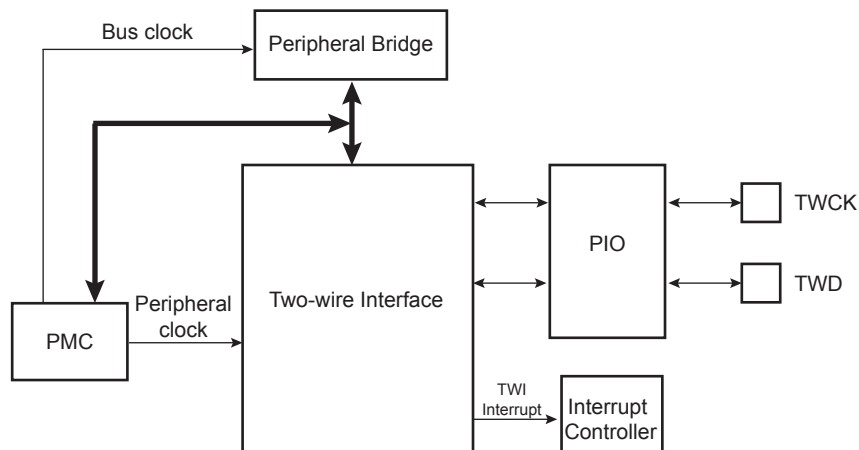 Bus clock
Peripheral Bridge
TWCK
PIO
Two-wire Interface
TWD
Peripheral
clock
PMC
TWI
Interrupt
Interrupt
Controller